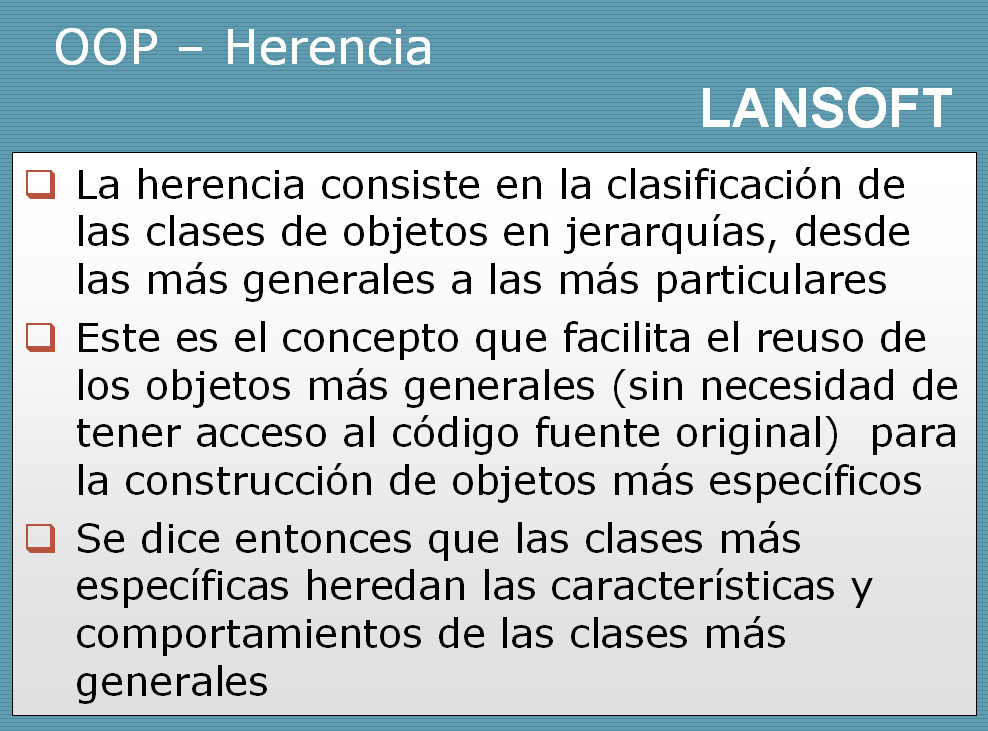 OOP – Herencia
LANSOFT
La herencia consiste en la clasificación de
las clases de objetos en jerarquías, desde
las más generales a las más particulares
Este es el concepto que facilita el reuso de
los objetos más generales (sin necesidad de
tener acceso al código fuente original)  para
la construcción de objetos más específicos
Se dice entonces que las clases más
específicas heredan las características y
comportamientos de las clases más
generales